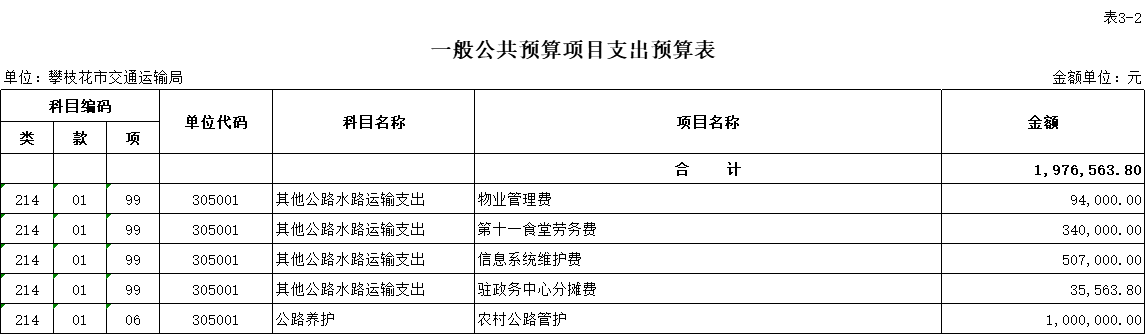 表3-2
一般公共预算项目支出预算表
单位：攀枝花市交通运输局 金额单位：元
科目编码 单位代码 科目名称 项目名称 金额
类 款 项
合 计 1,976,563.80
214 01 99 305001 其他公路水路运输支出 物业管理费 94,000.00
214 01 99 305001 其他公路水路运输支出 第十一食堂劳务费 340,000.00
214 01 99 305001 其他公路水路运输支出 信息系统维护费 507,000.00
214 01 99 305001 其他公路水路运输支出 驻政务中心分摊费 35,563.80
214 01 06 305001 公路养护 农村公路管护 1,000,000.00